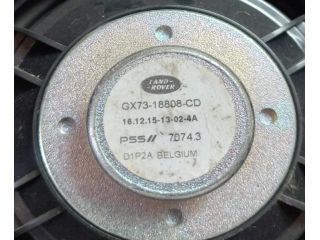 LAND-
ROVER
GX73-18808-CD
16.12.15-13-02-4A
PSS// 7074.3
D1P2A BELGIUM